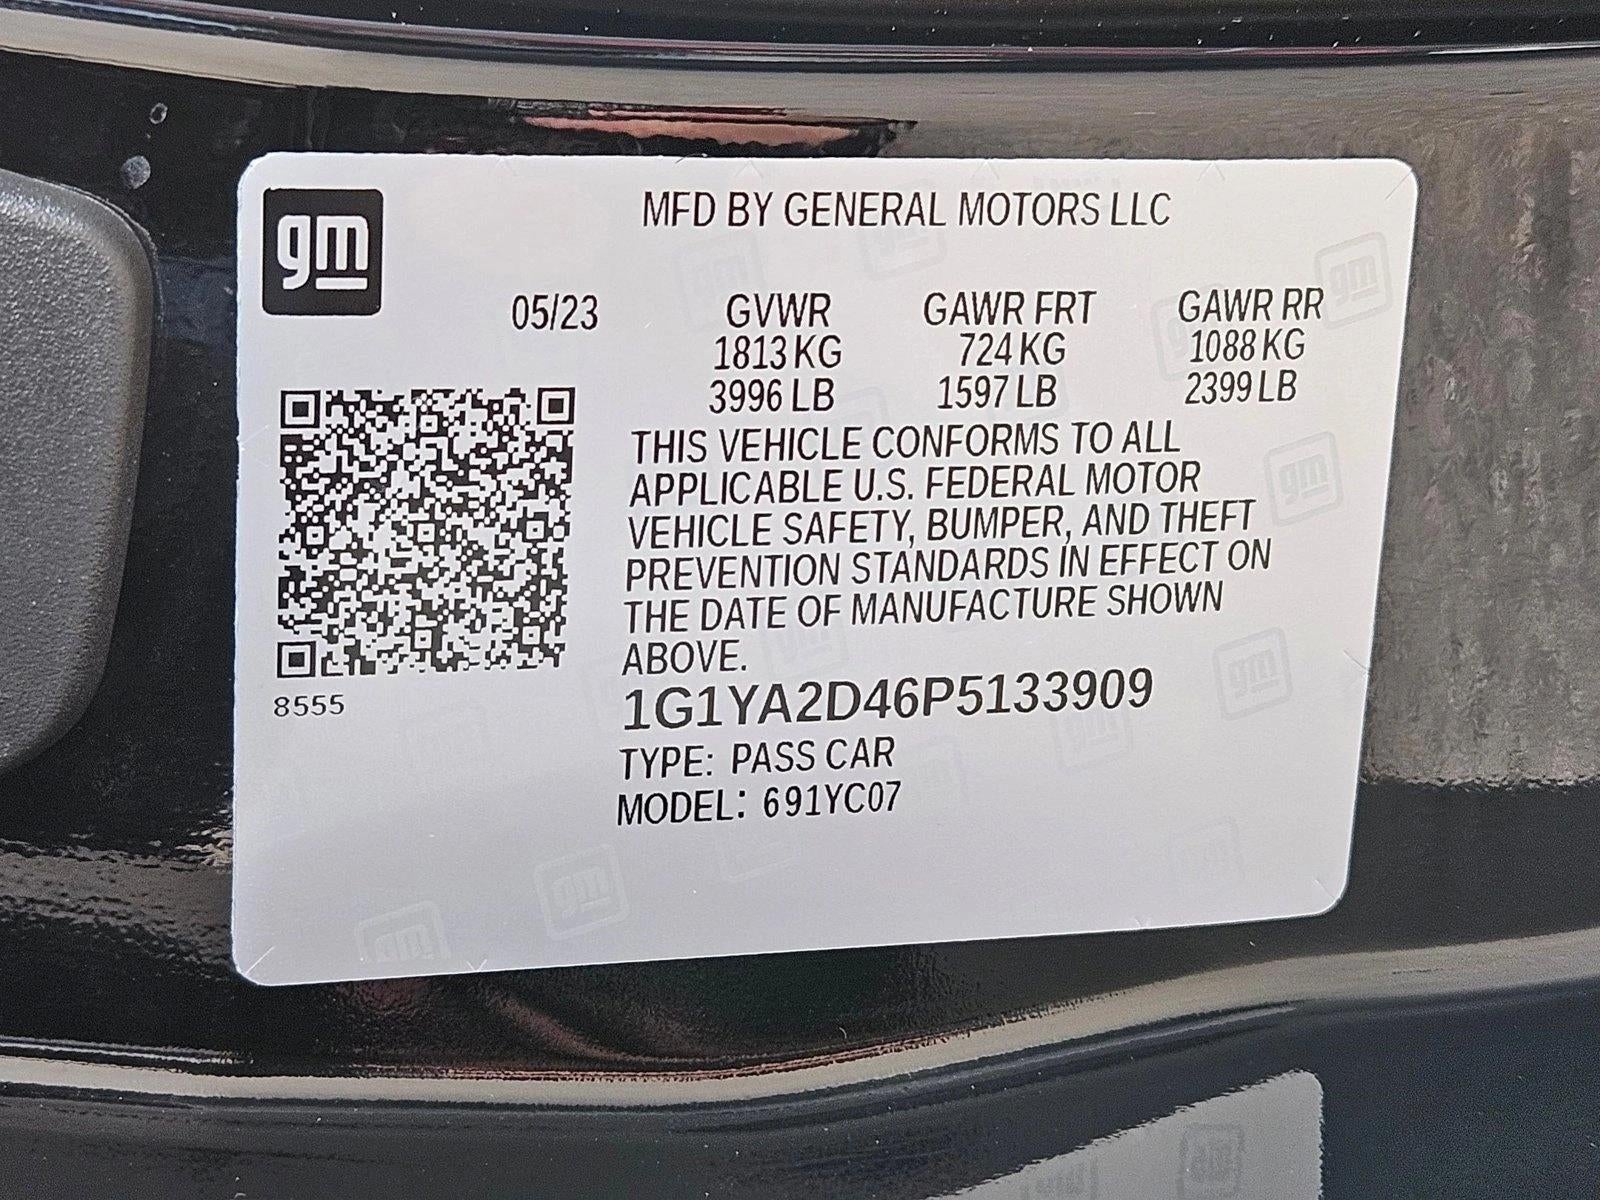 gm
MFD BY GENERAL MOTORS LLC
05/23 GVWR GAWR FRT GAWR RR
1813 KG 724 KG 1088 KG
3996 LB 1597 LB 2399 LB
THIS VEHICLE CONFORMS TO ALL
APPLICABLE U.S. FEDERAL MOTOR
VEHICLE SAFETY, BUMPER, AND THEFT
PREVENTION STANDARDS IN EFFECT ON
THE DATE OF MANUFACTURE SHOWN
ABOVE.
8555
1G1YA2D46P5133909
TYPE: PASS CAR
MODEL: 691YC07